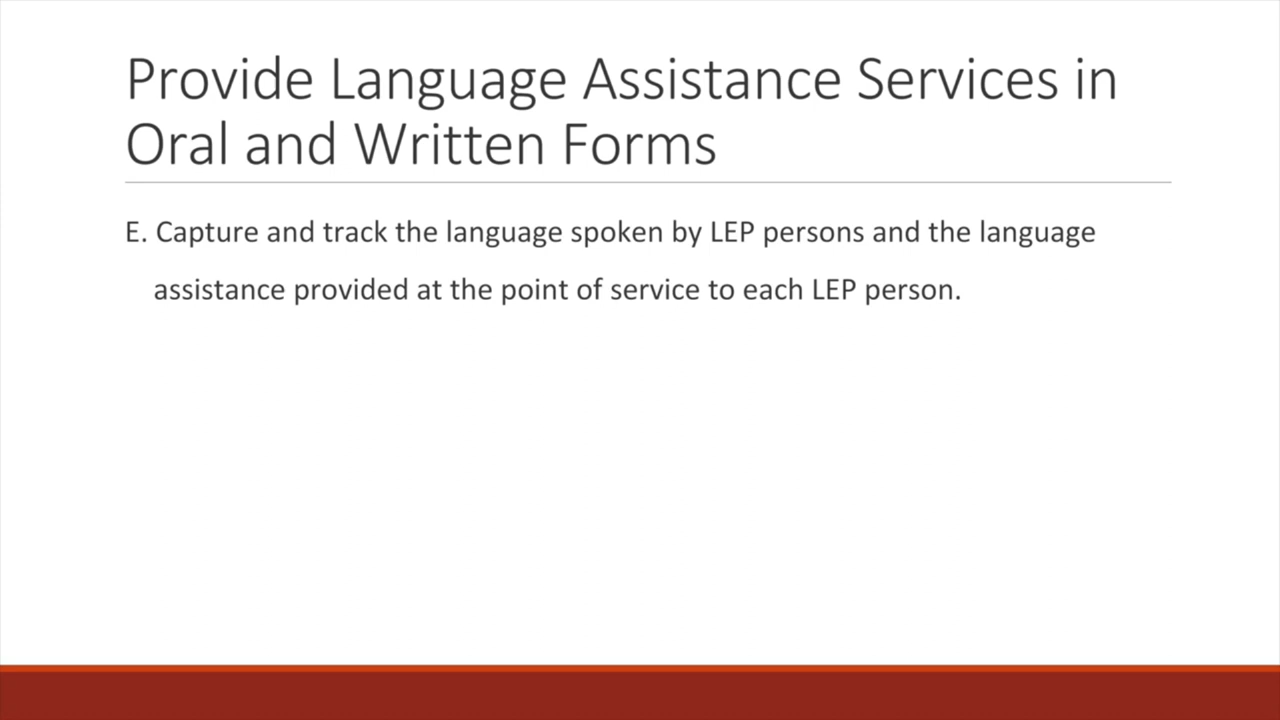 Provide Language Assistance Services in
Oral and Written Forms
E. Capture and track the language spoken by LEP persons and the language
assistance provided at the point of service to each LEP person.